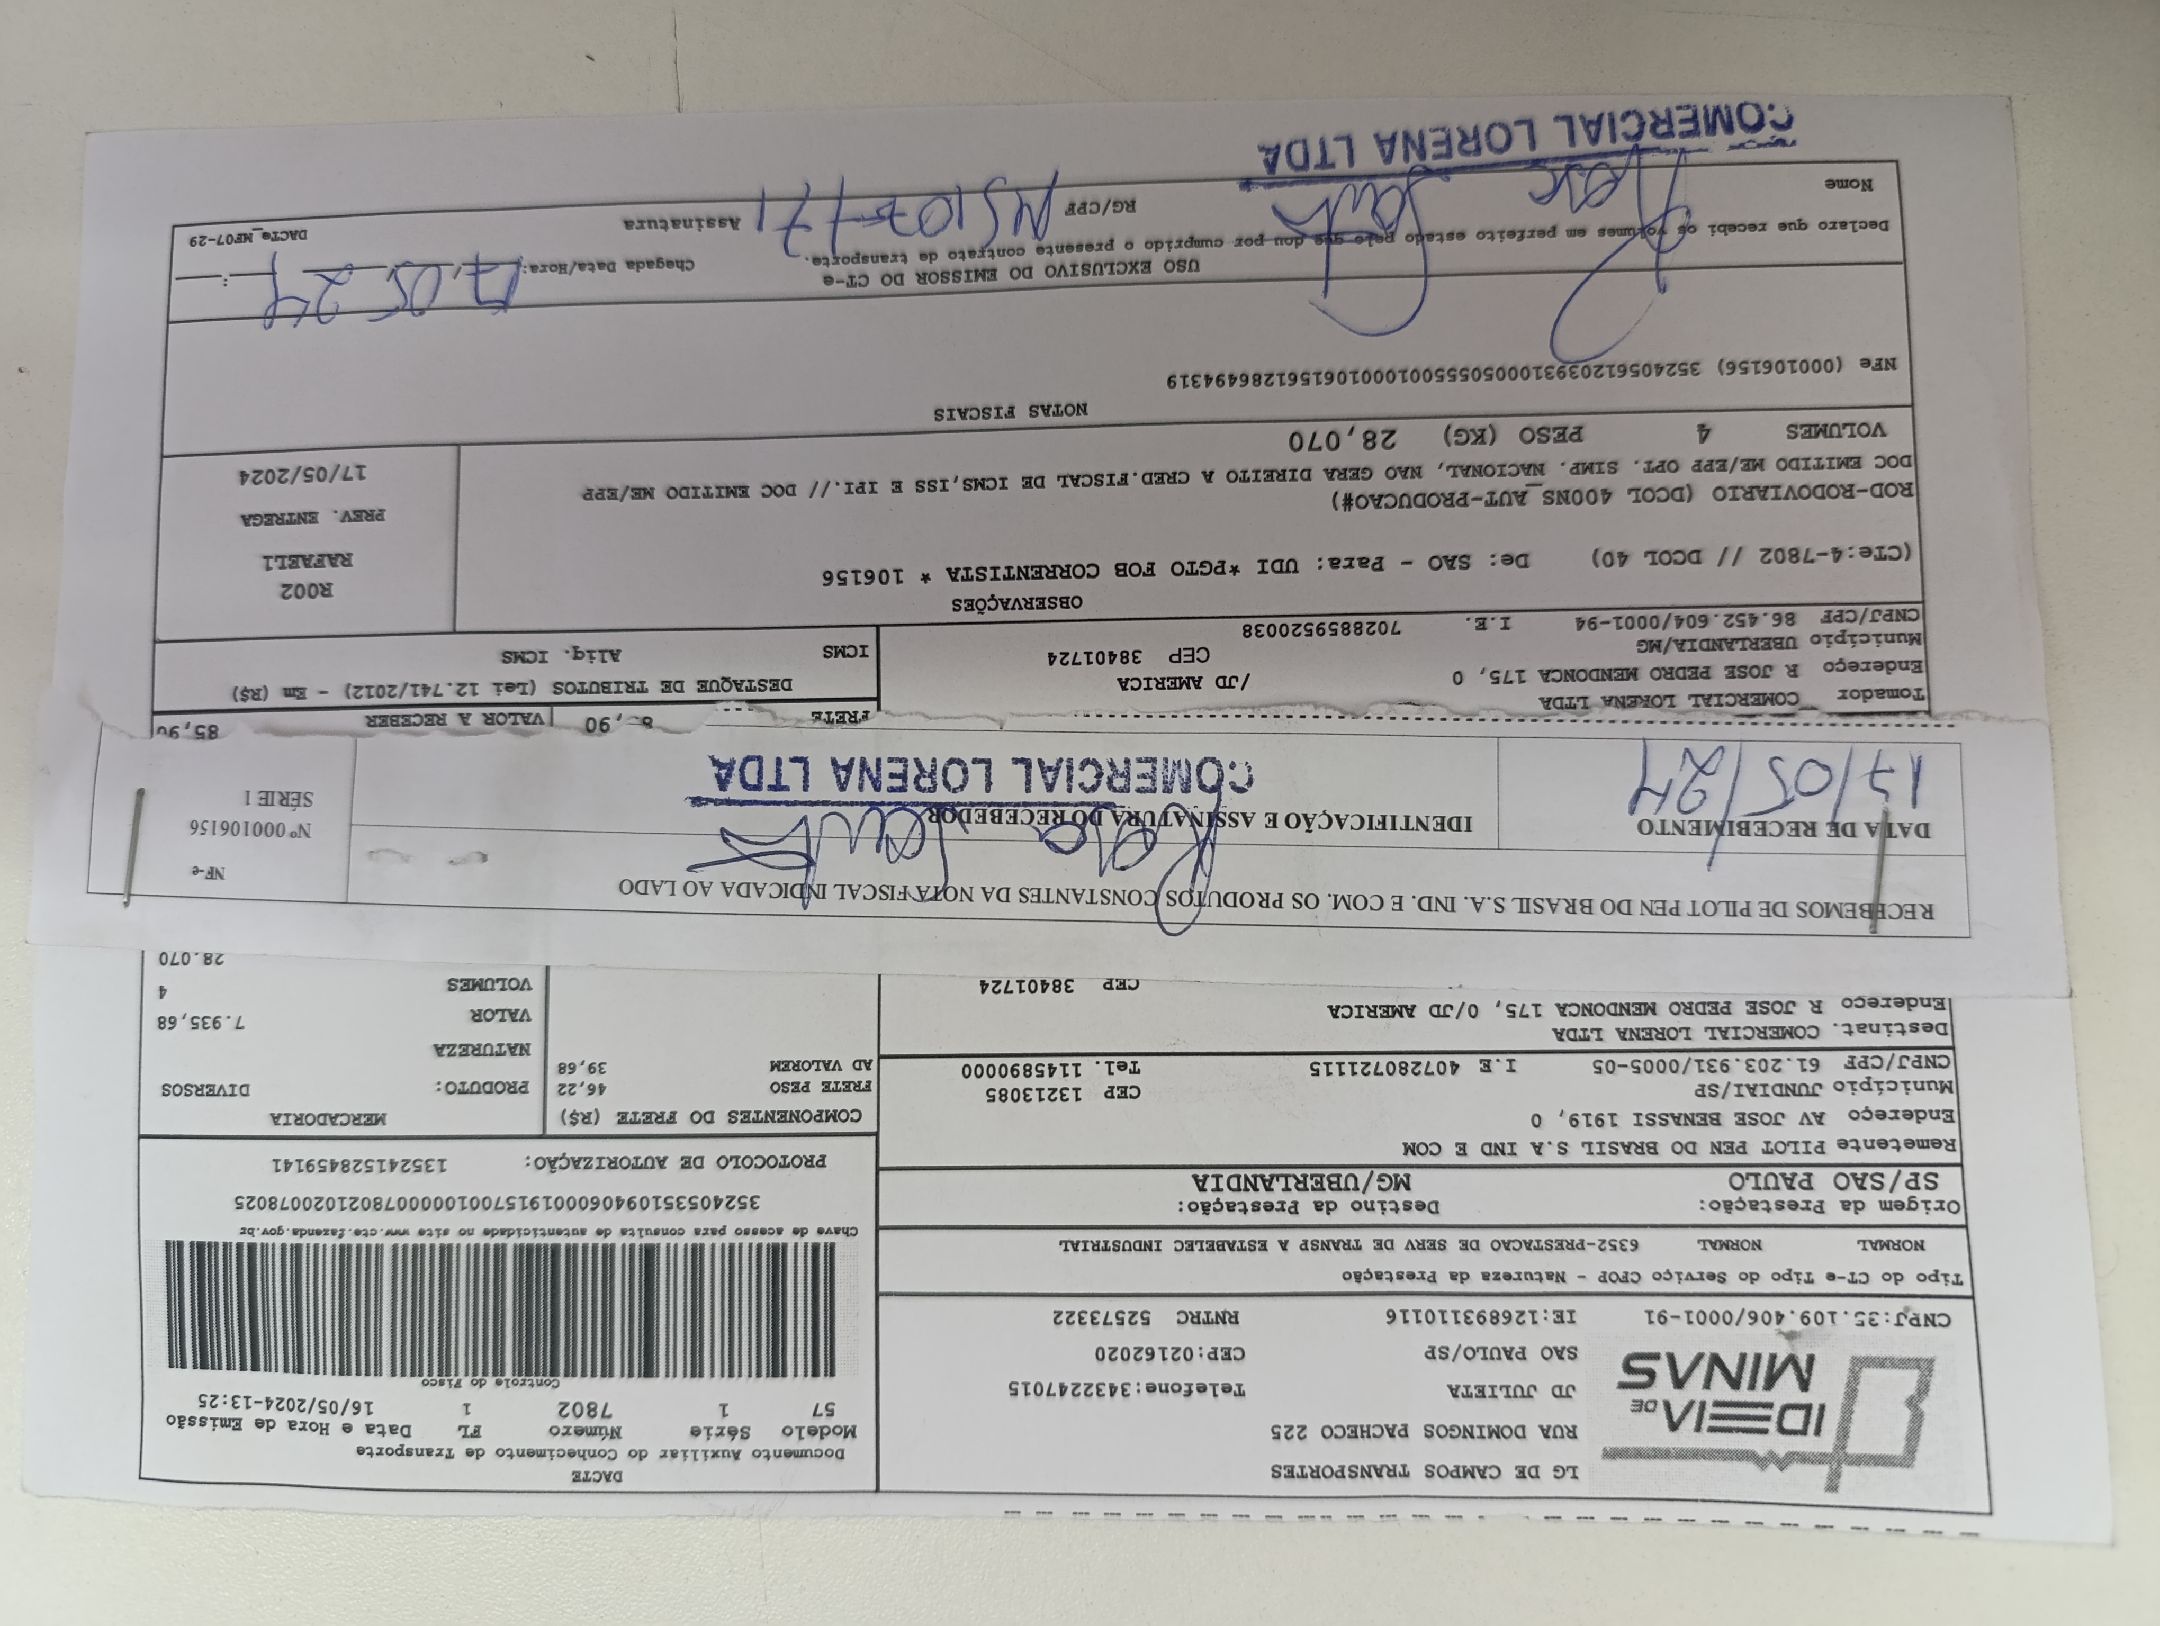 IDEIA DE MINAS
LG DE CAMPOS TRANSPORTES
RUA DOMINGOS PACHECO 225
JD JULIETA Telefone:3432247015
SAO PAULO/SP CEP:02162020
CNPJ:35.109.406/0001-91 IE:126893110116 RNTRC 52573322
DACTE
Documento Auxiliar do Conhecimento de Transporte
Modelo Série Número FL Data e Hora de Emissão
57 1 7802 1 16/05/2024-13:25
Controle do Fisco
Chave de acesso para consulta de autenticidade no site www.cte.fazenda.gov.br
35240535109406000191570010000078021020078025
PROTOCOLO DE AUTORIZAÇÃO: 135241528459141
Tipo do CT-e Tipo do Serviço CFOP - Natureza da Prestação
NORMAL NORMAL 6352-PRESTACAO DE SERV DE TRANSP A ESTABELEC INDUSTRIAL
Origem da Prestação: Destino da Prestação:
SP/SAO PAULO MG/UBERLANDIA
Remetente PILOT PEN DO BRASIL S.A IND E COM
Endereço AV JOSE BENASSI 1919, 0
Município JUNDIAI/SP CEP 13213085
CNPJ/CPF 61.203.931/0005-05 I.E 407280721115 Tel. 1145890000
COMPONENTES DO FRETE (R$)
FRETE PESO 46,22
AD VALOREM 39,68
MERCADORIA
PRODUTO: DIVERSOS
NATUREZA
VALOR 7.935,68
VOLUMES 4
28.070
Destinat. COMERCIAL LORENA LTDA
Endereço R JOSE PEDRO MENDONCA 175, 0/JD AMERICA
CEP 38401724
RECEBEMOS DE PILOT PEN DO BRASIL S.A. IND. E COM. OS PRODUTOS CONSTANTES DA NOTA FISCAL INDICADA AO LADO
DATA DE RECEBIMENTO IDENTIFICAÇÃO E ASSINATURA DO RECEBEDOR
17/05/24
COMERCIAL LORENA LTDA
NF-e
Nº 000106156
SÉRIE 1
FRETE VALOR A RECEBER 85,90
Tomador COMERCIAL LORENA LTDA
Endereço R JOSE PEDRO MENDONCA 175, 0 /JD AMERICA
Município UBERLANDIA/MG CEP 38401724
CNPJ/CPF 86.452.604/0001-94 I.E. 7028859520038
DESTAQUE DE TRIBUTOS (Lei 12.741/2012) - Em (R$)
ICMS Aliq. ICMS
OBSERVAÇÕES
(CTe:4-7802 // DCOL 40) De: SAO - Para: UDI *PGTO FOB CORRENTISTA * 106156
ROD-RODOVIARIO (DCOL 400NS_AUT-PRODUCAO#)
DOC EMITIDO ME/EPP OPT. SIMP. NACIONAL, NAO GERA DIREITO A CRED.FISCAL DE ICMS,ISS E IPI.// DOC EMITIDO ME/EPP
R002
RAFAEL1
PREV. ENTREGA
17/05/2024
VOLUMES 4 PESO (KG) 28,070
NOTAS FISCAIS
NFe (000106156) 35240561203931000505550010001061561286494319
USO EXCLUSIVO DO EMISSOR DO CT-e
Declaro que recebi os volumes em perfeito estado pelo que dou por cumprido o presente contrato de transporte.
Chegada Data/Hora: 17.05.24
Nome RG/CPF Assinatura
DACTe_MF07-29
COMERCIAL LORENA LTDA